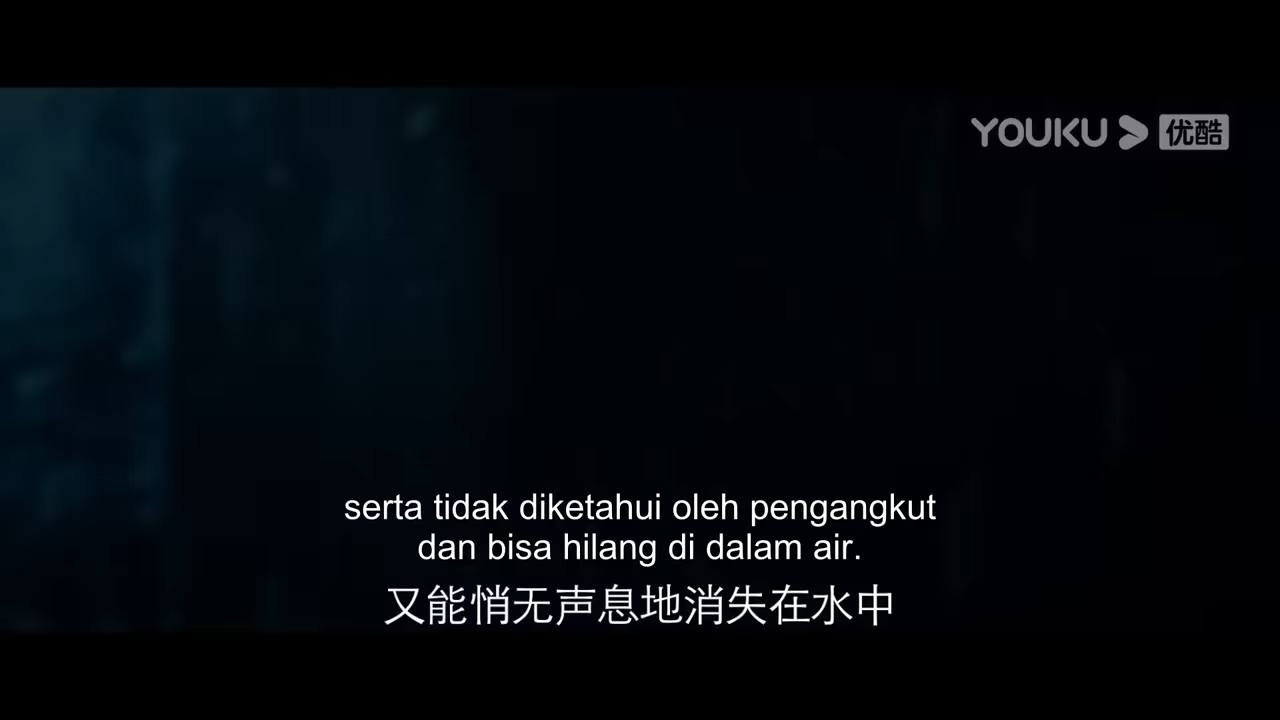 YOUKU 优酷
serta tidak diketahui oleh pengangkut
dan bisa hilang di dalam air.
又能悄无声息地消失在水中